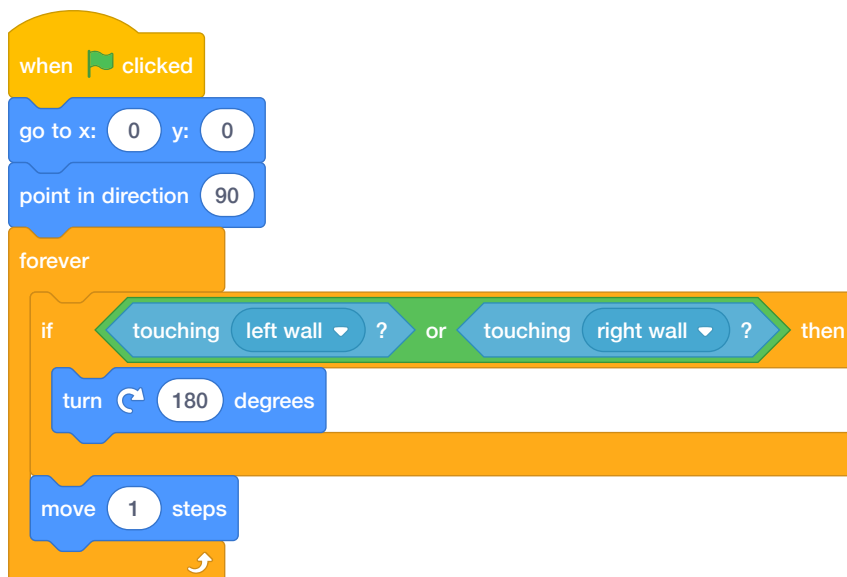 when clicked
go to x: 0 y: 0
point in direction 90
forever
if touching left wall ? or touching right wall ? then
turn 180 degrees
move 1 steps